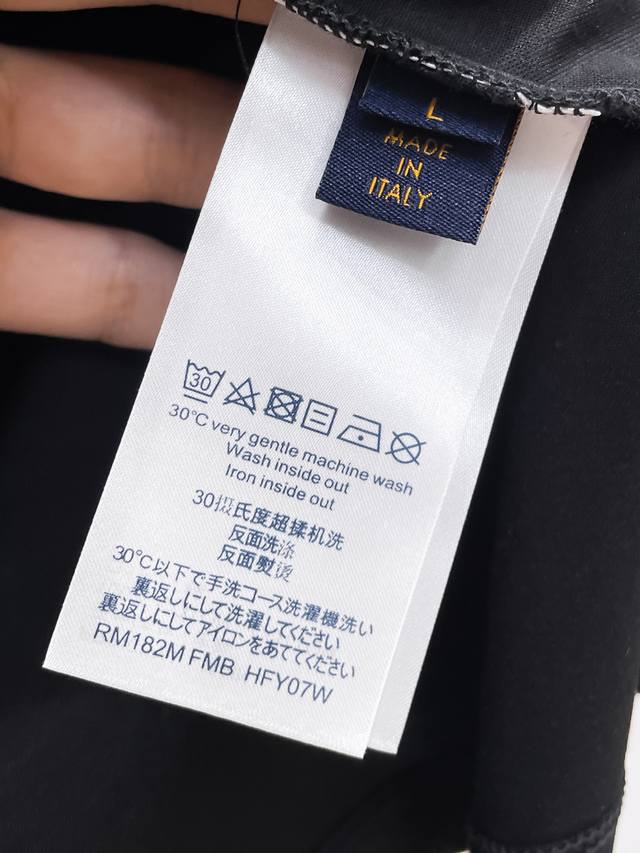 L
MADE
IN
ITALY
30
30°C very gentle machine wash
Wash inside out
Iron inside out
30摄氏度超揉机洗
反面洗涤
反面熨烫
30°C以下で手洗コース洗濯機洗い
裏返しにして洗濯してください
裏返しにしてアイロンをあててください
RM182M FMB HFY07W